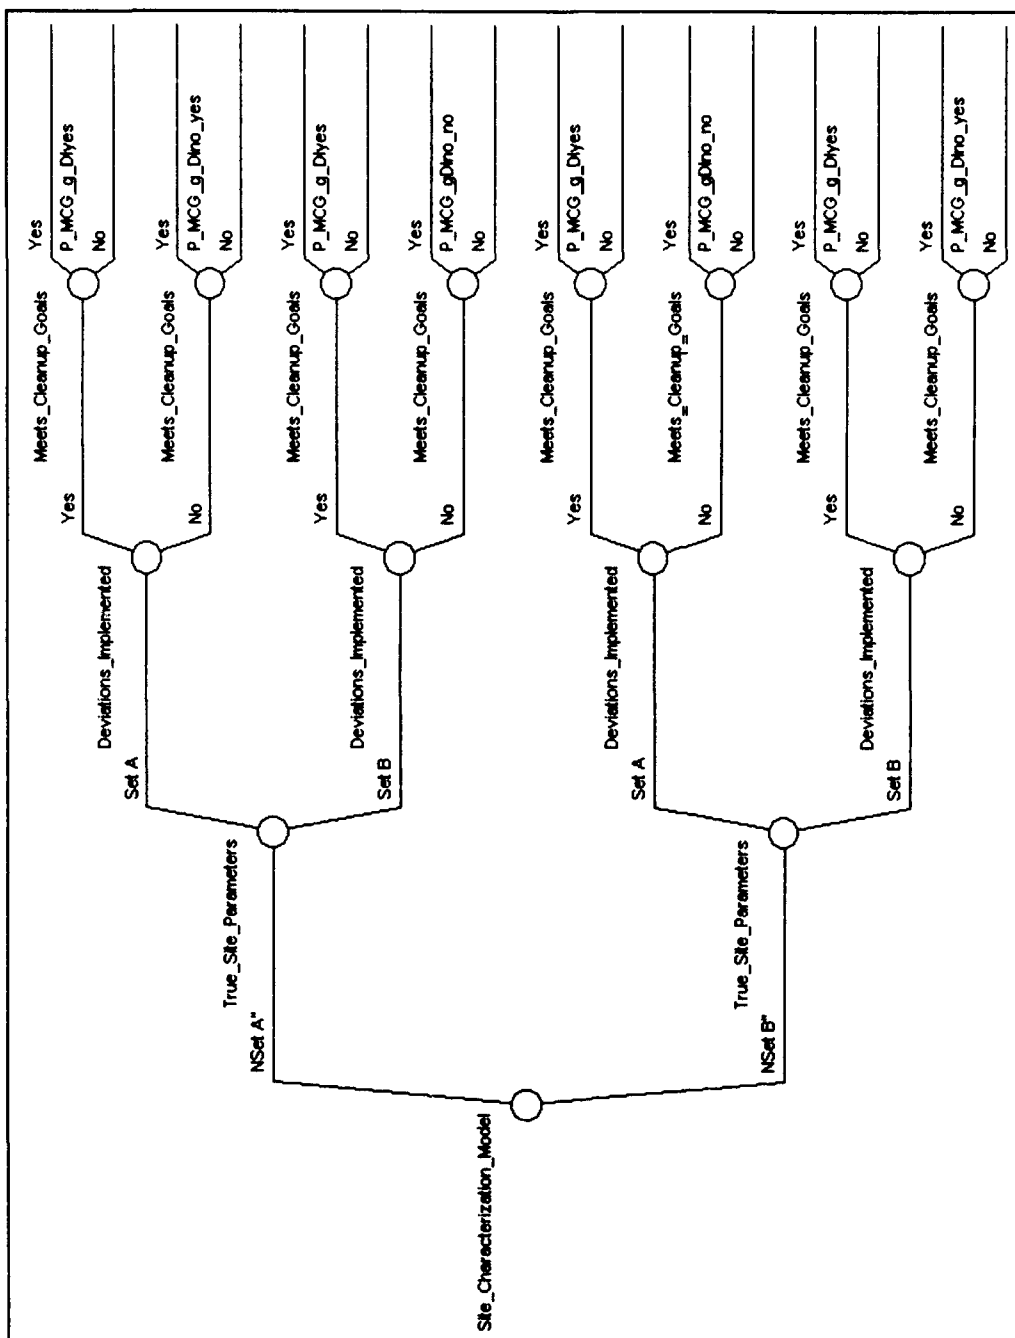 Site_Characterization_Model
NSet A"
True_Site_Parameters
Set A
Deviations_Implemented
Yes
Meets_Cleanup_Goals
Yes
P_MCG_g_DIyes
No
No
Meets_Cleanup_Goals
Yes
P_MCG_g_DIno_yes
No
Set B
Deviations_Implemented
Yes
Meets_Cleanup_Goals
Yes
P_MCG_g_DIyes
No
No
Meets_Cleanup_Goals
Yes
P_MCG_gDIno_no
No
NSet B"
True_Site_Parameters
Set A
Deviations_Implemented
Yes
Meets_Cleanup_Goals
Yes
P_MCG_g_DIyes
No
No
Meets_Cleanup_Goals
Yes
P_MCG_gDIno_no
No
Set B
Deviations_Implemented
Yes
Meets_Cleanup_Goals
Yes
P_MCG_g_DIyes
No
No
Meets_Cleanup_Goals
Yes
P_MCG_g_DIno_yes
No